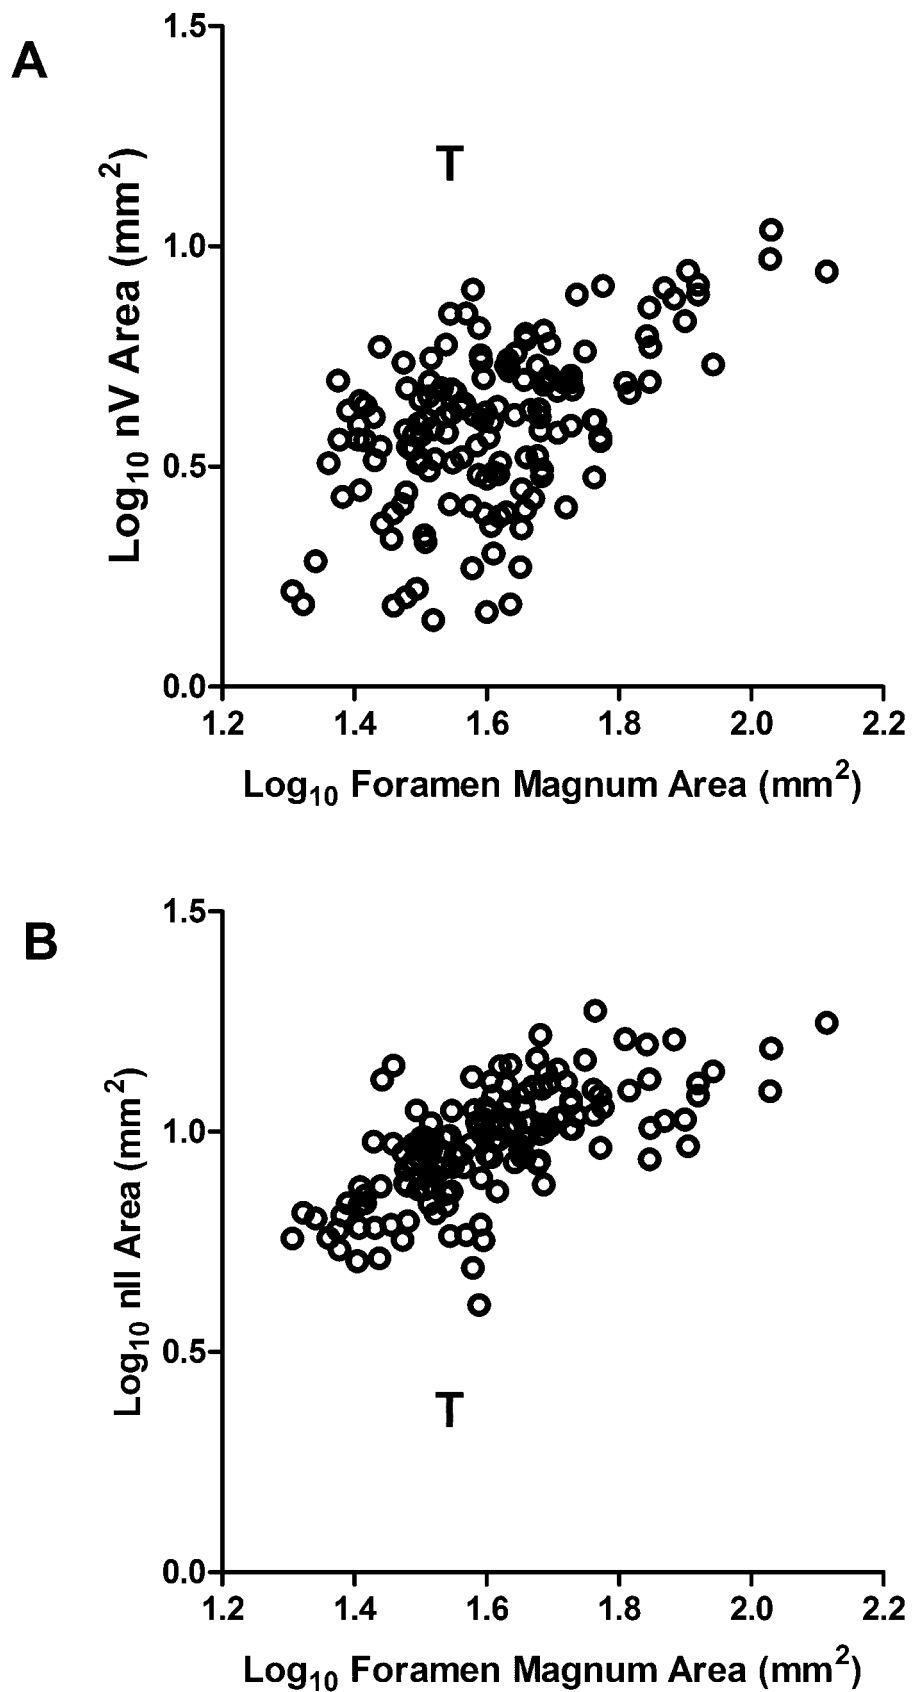 A
1.5
T
Log₁₀ nV Area (mm²)
1.0
0.5
0.0
1.2 1.4 1.6 1.8 2.0 2.2
Log₁₀ Foramen Magnum Area (mm²)
B
1.5
Log₁₀ nII Area (mm²)
1.0
0.5
T
0.0
1.2 1.4 1.6 1.8 2.0 2.2
Log₁₀ Foramen Magnum Area (mm²)